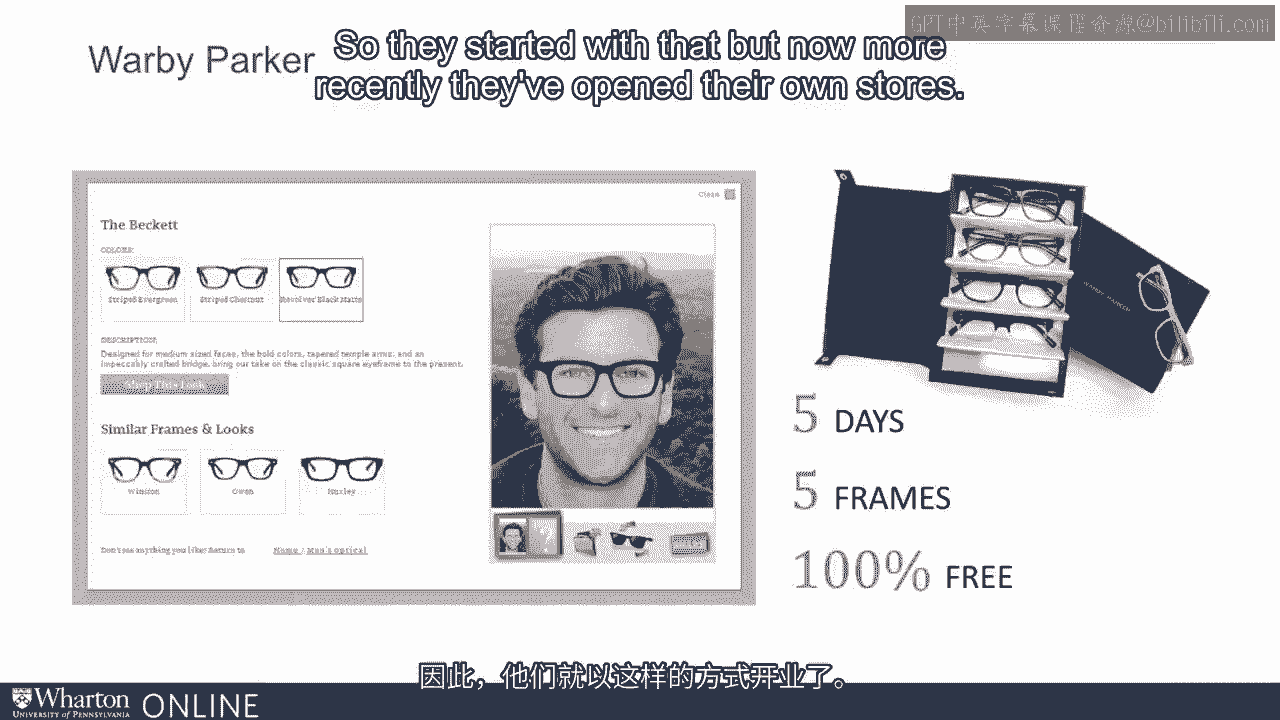 GPT中英字幕课程资源@bilibili.com
Warby Parker
So they started with that but now more
recently they've opened their own stores.
Close
The Beckett
COLORS:
Striped Evergreen
Striped Chestnut
Revolver Black Matte
DESCRIPTION:
Designed for medium sized faces, the bold colors, tapered temple arms, and an
impeccably crafted bridge, bring our take on the classic square eyeframe to the present.
Shop This Look
Similar Frames & Looks
Winston
Owen
Huxley
Don't see anything you like? Return to Home / Men's Optical
WARBY PARKER
5 DAYS
5 FRAMES
100% FREE
因此，他们就以这样的方式开业了。
Wharton
UNIVERSITY of PENNSYLVANIA
ONLINE